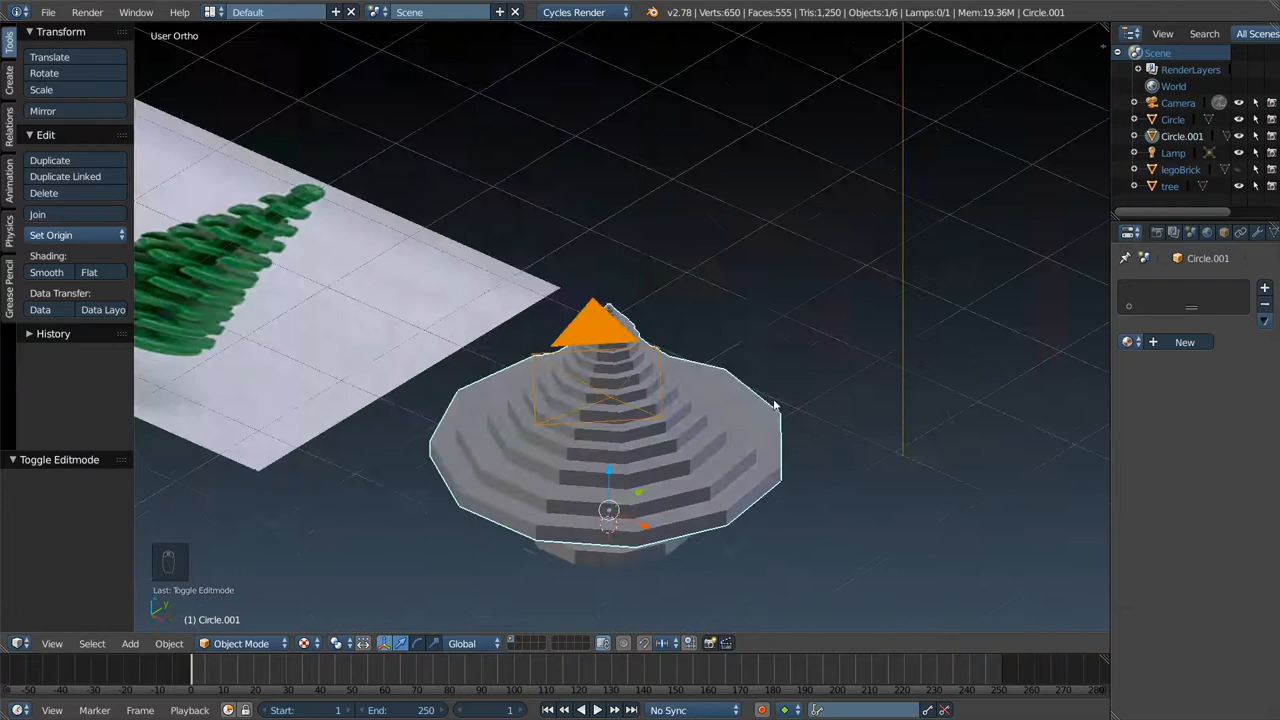 File Render Window Help Default Scene Cycles Render v2.78 | Verts:650 | Faces:555 | Tris:1,250 | Objects:1/6 | Lamps:0/1 | Mem:19.36M | Circle.001
Tools
Create
Relations
Animation
Physics
Grease Pencil
Transform
Translate
Rotate
Scale
Mirror
Edit
Duplicate
Duplicate Linked
Delete
Join
Set Origin
Shading:
Smooth Flat
Data Transfer:
Data Data Layo
History
Toggle Editmode
User Ortho
Last: Toggle Editmode
z y
(1) Circle.001
View Search All Scenes
Scene
RenderLayers
World
Camera
Circle
Circle.001
Lamp
legoBrick
tree
Circle.001
New
View Select Add Object Object Mode Global
-50 -40 -30 -20 -10 0 10 20 30 40 50 60 70 80 90 100 110 120 130 140 150 160 170 180 190 200 210 220 230 240 250 260 270 280
View Marker Frame Playback Start: 1 End: 250 1 No Sync